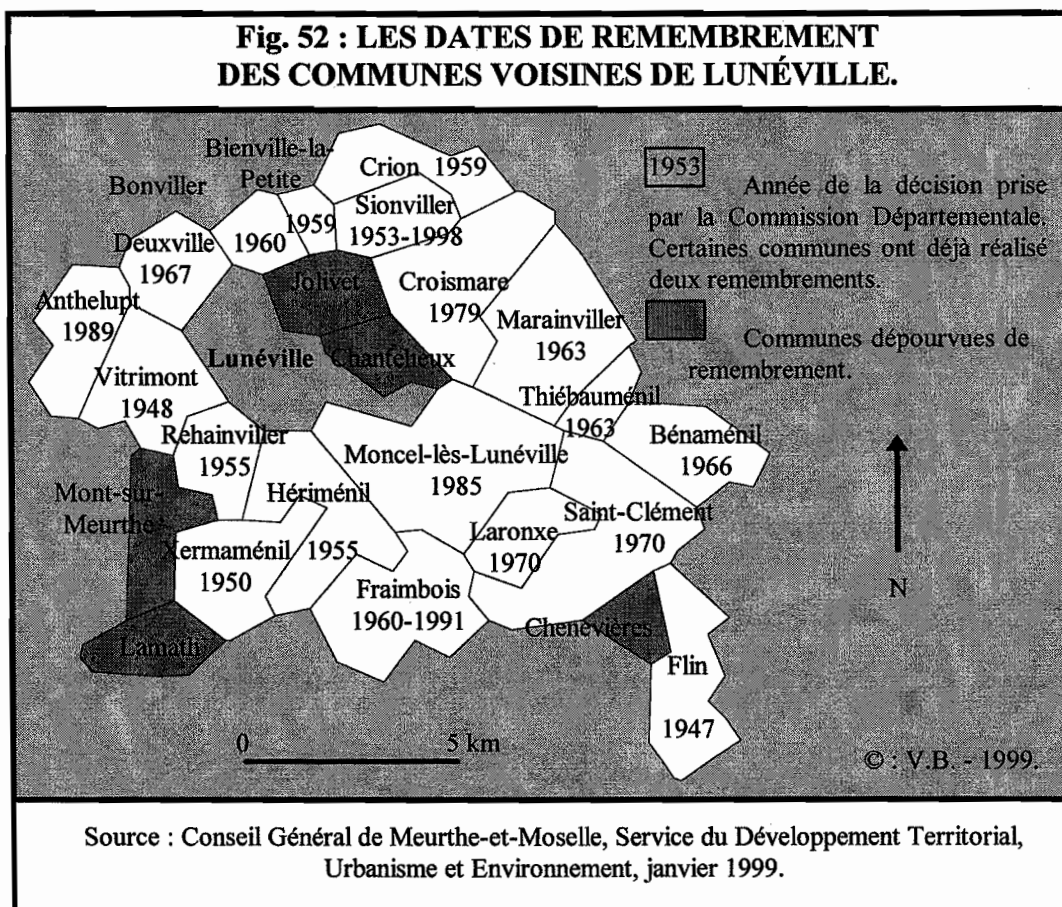 Fig. 52 : LES DATES DE REMEMBREMENT
DES COMMUNES VOISINES DE LUNÉVILLE.
Bienville-la-
Petite
Bonviller
Crion 1959
Sionviller
1953-1998
1959
1960
Deuxville
1967
Jolivet
Croismare
1979
Anthelupt
1989
Marainviller
1963
Lunéville
Chanteheux
Vitrimont
1948
Thiébauménil
1963
Rehainviller
1955
Bénaménil
1966
Moncel-lès-Lunéville
1985
Hériménil
1955
Mont-sur-
Meurthe
Saint-Clément
1970
Laronxe
1970
Xermaménil
1950
Fraimbois
1960-1991
Lamath
Chenevières
Flin
1947
1953
Année de la décision prise
par la Commission Départementale.
Certaines communes ont déjà réalisé
deux remembrements.
Communes dépourvues de
remembrement.
N
0 5 km
© : V.B. - 1999.
Source : Conseil Général de Meurthe-et-Moselle, Service du Développement Territorial,
Urbanisme et Environnement, janvier 1999.